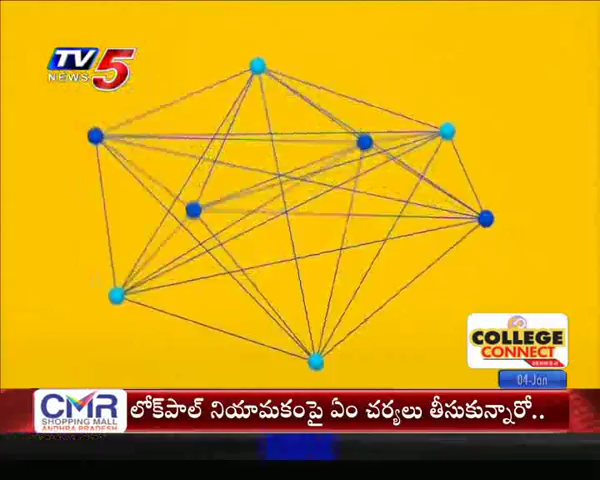 TV5
NEWS
COLLEGE
CONNECT
04-Jan
CMR
SHOPPING MALL
ANDHRA PRADESH
లోక్‌పాల్ నియామకంపై ఏం చర్యలు తీసుకున్నారో..